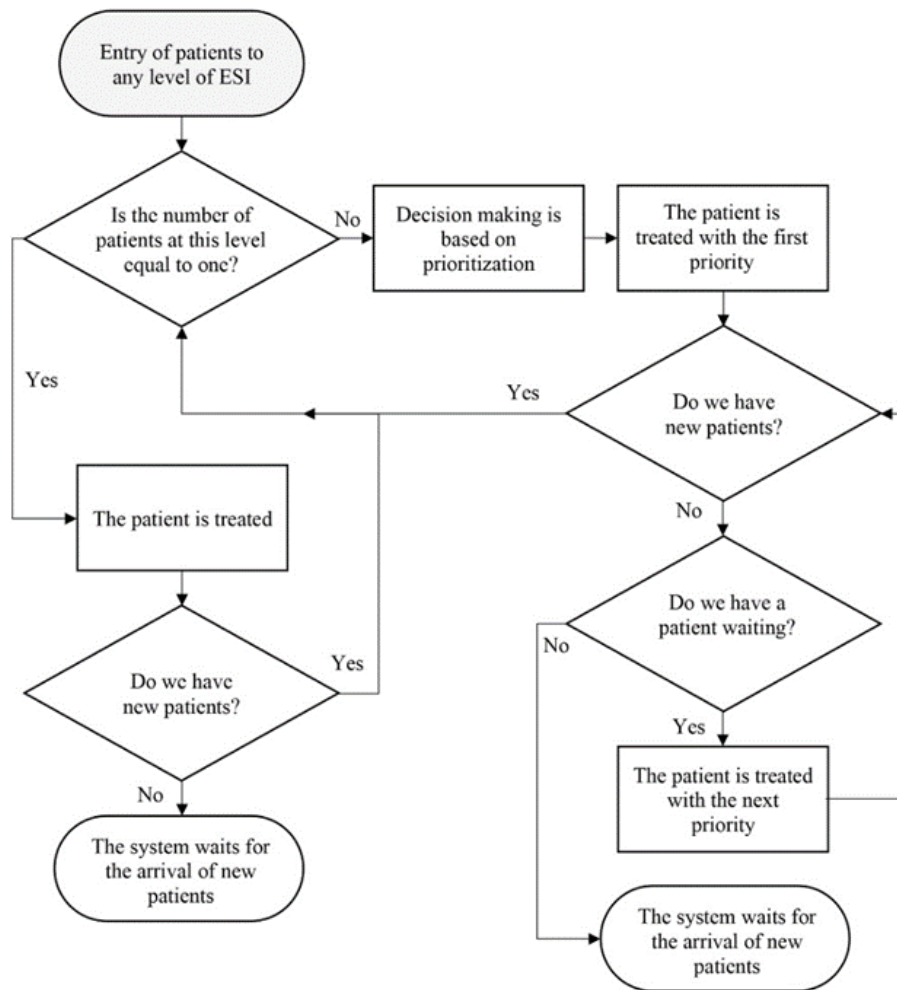 Entry of patients to
any level of ESI
Is the number of
patients at this level
equal to one?
No
Decision making is
based on
prioritization
The patient is
treated with the first
priority
Yes
Yes
Do we have
new patients?
The patient is treated
No
Do we have a
patient waiting?
No
Do we have
new patients?
Yes
Yes
The patient is treated
with the next
priority
No
The system waits for
the arrival of new
patients
The system waits for
the arrival of new
patients